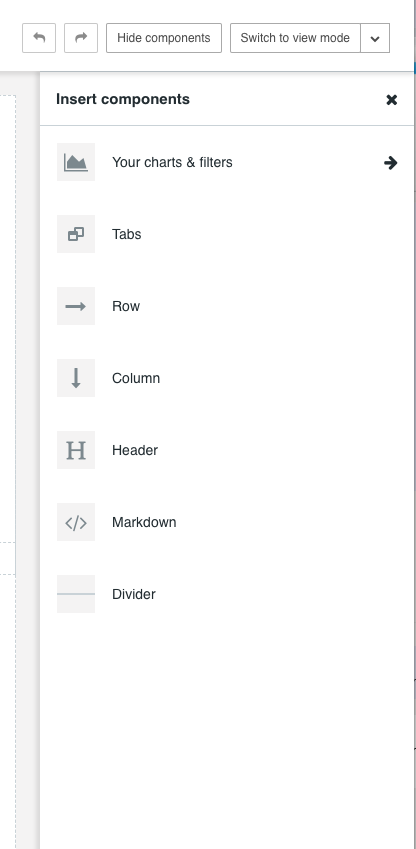 Hide components
Switch to view mode
Insert components
Your charts & filters
Tabs
Row
Column
H
Header
</>
Markdown
Divider